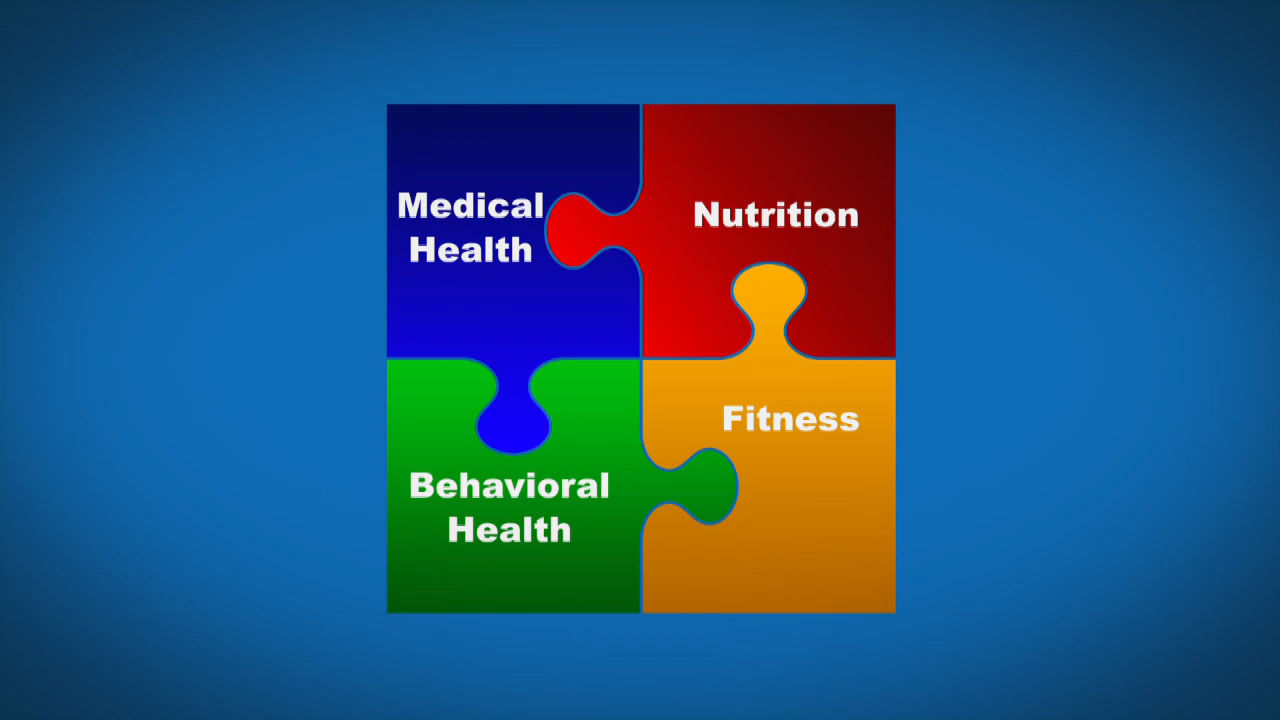 Medical
Health
Nutrition
Fitness
Behavioral
Health